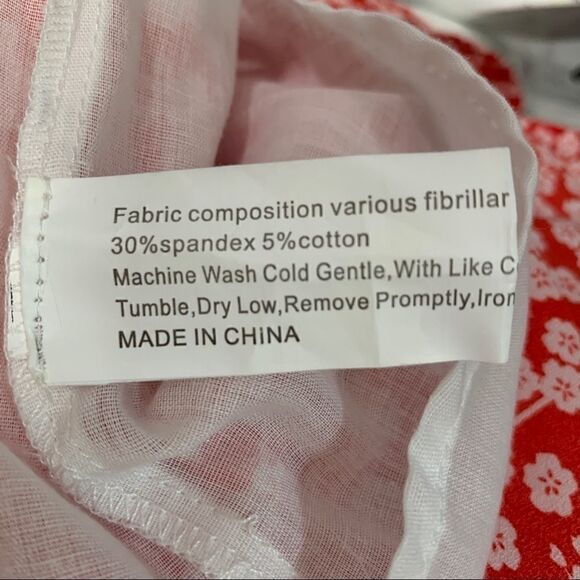 Fabric composition various fibrillar
30%spandex 5%cotton
Machine Wash Cold Gentle,With Like C
Tumble,Dry Low,Remove Promptly,Iron
MADE IN CHINA